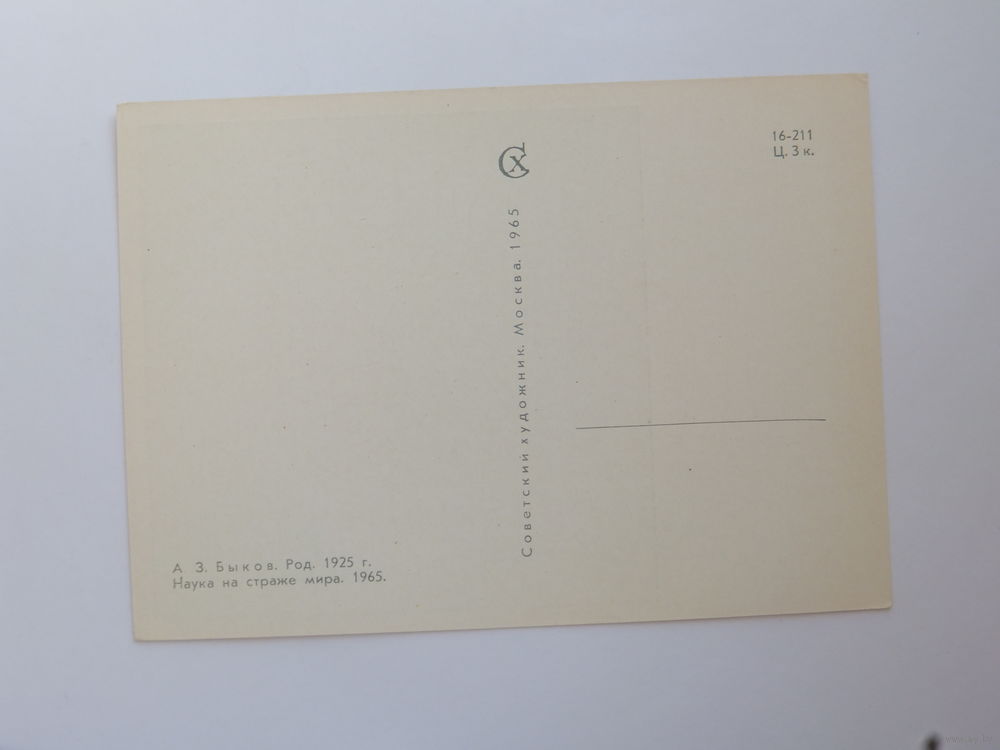 16-211
Ц. 3 к.
СХ
Советский художник. Москва. 1965
А. З. Быков. Род. 1925 г.
Наука на страже мира. 1965.